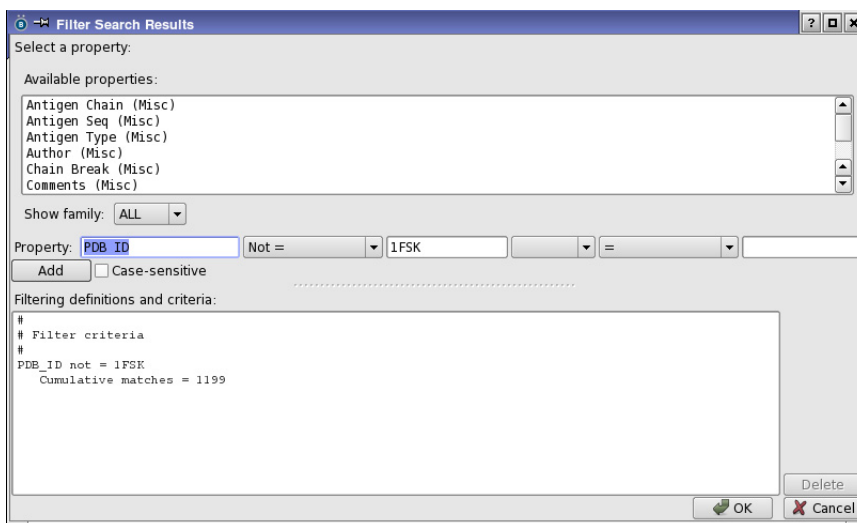 Filter Search Results
Select a property:
Available properties:
Antigen Chain (Misc)
Antigen Seq (Misc)
Antigen Type (Misc)
Author (Misc)
Chain Break (Misc)
Comments (Misc)
Show family: ALL
Property: PDB ID Not = 1FSK =
Add Case-sensitive
Filtering definitions and criteria:
#
# Filter criteria
#
PDB_ID not = 1FSK
Cumulative matches = 1199
Delete
OK Cancel